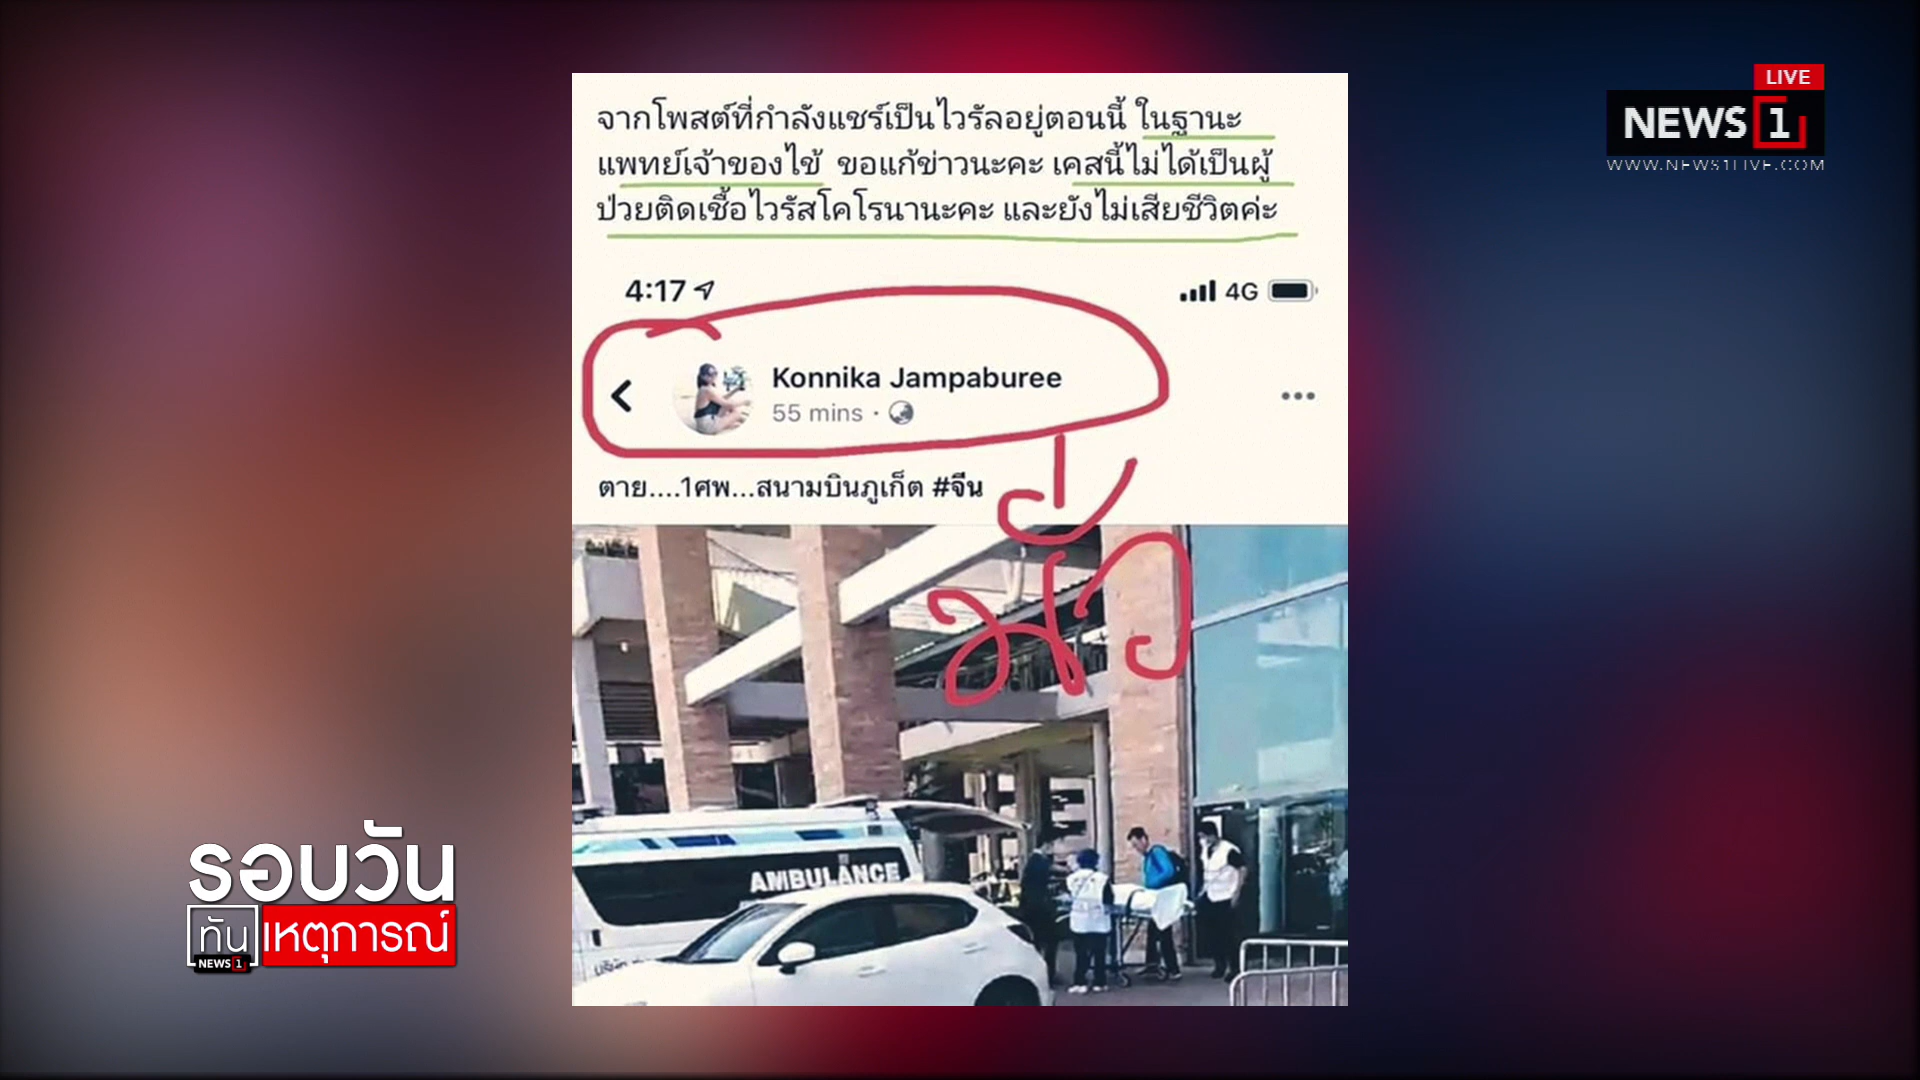 LIVE
NEWS 1
WWW.NEWS1LIVE.COM
จากโพสต์ที่กำลังแชร์เป็นไวรัลอยู่ตอนนี้ ในฐานะ
แพทย์เจ้าของไข้ ขอแก้ข่าวนะคะ เคสนี้ไม่ได้เป็นผู้
ป่วยติดเชื้อไวรัสโคโรนานะคะ และยังไม่เสียชีวิตค่ะ
4:17
4G
Konnika Jampaburee
55 mins ·
ตาย....1ศพ...สนามบินภูเก็ต #จีน
มั่ว
AMBULANCE
รอบวัน
ทัน เหตุการณ์
NEWS 1